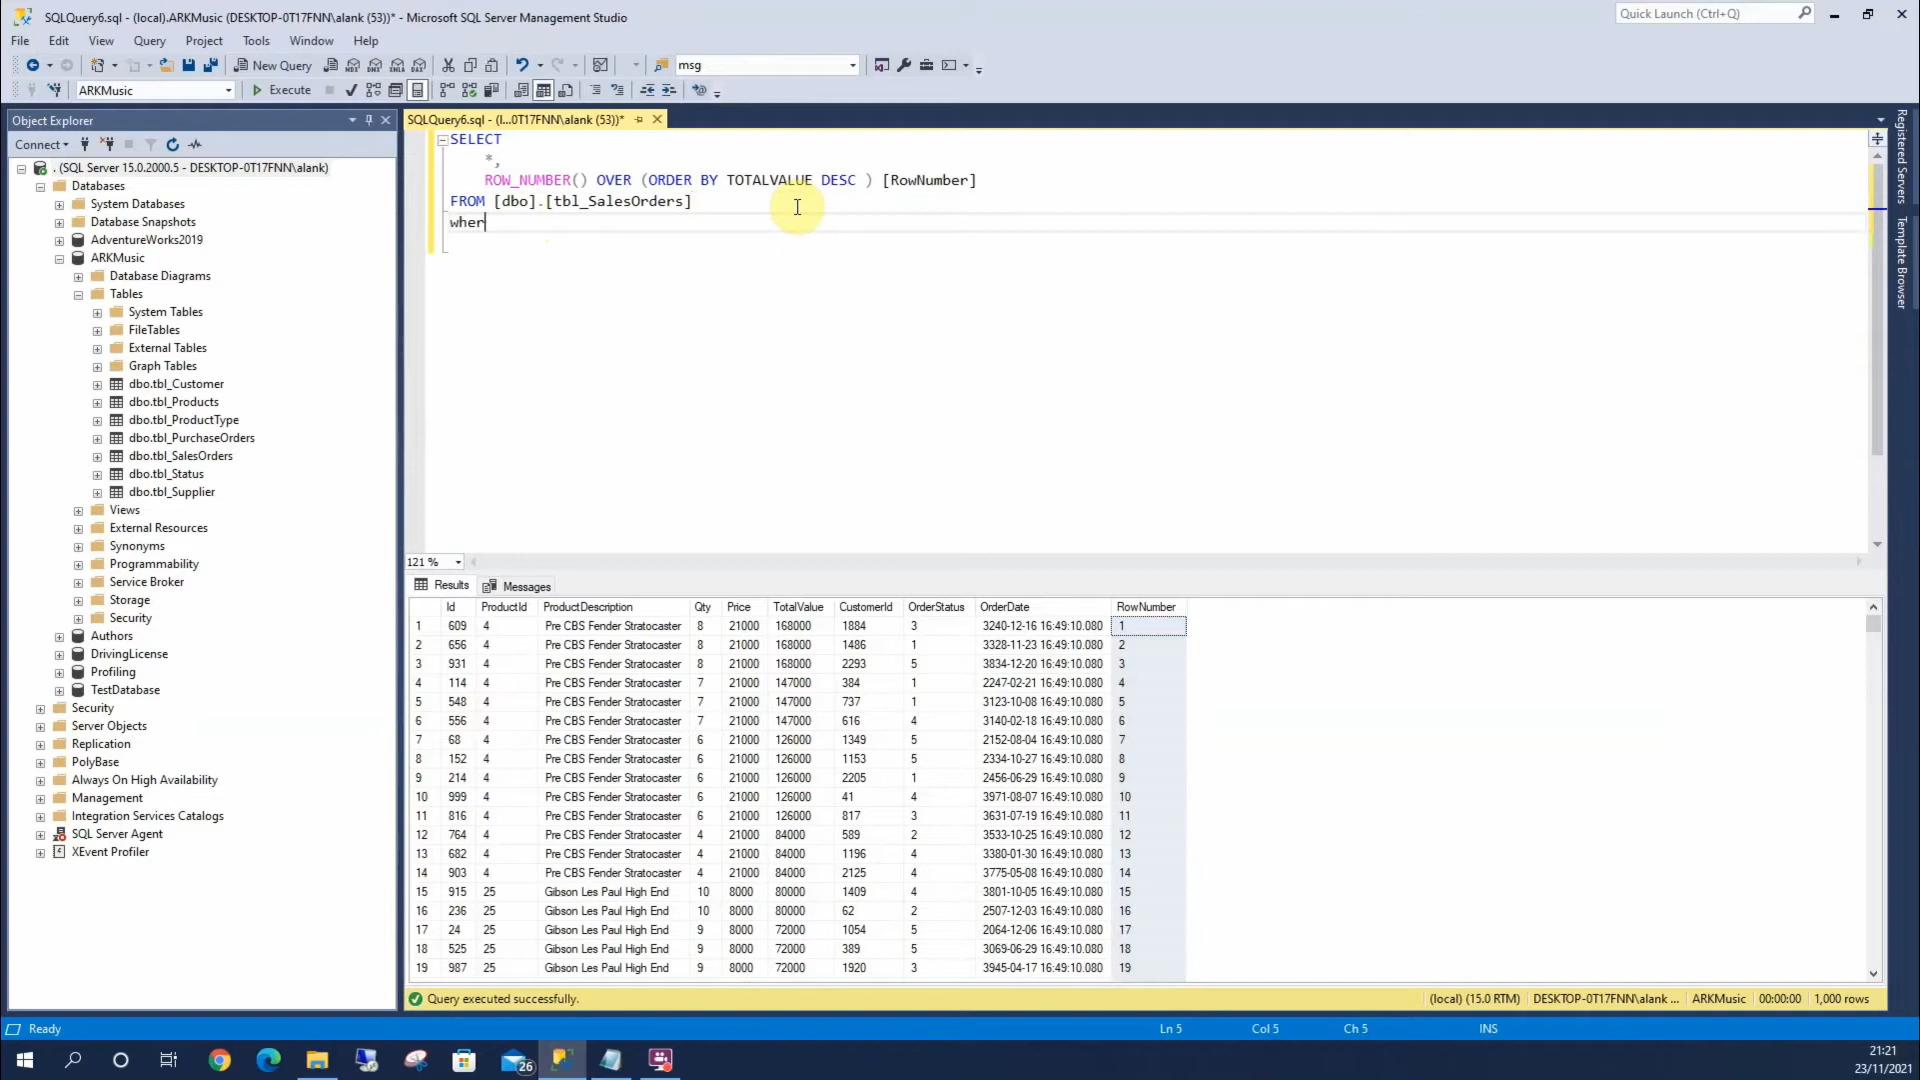 SQLQuery6.sql - (local).ARKMusic (DESKTOP-0T17FNN\alank (53))* - Microsoft SQL Server Management Studio
Quick Launch (Ctrl+Q)
File Edit View Query Project Tools Window Help
New Query msg
ARKMusic Execute
Object Explorer
Connect
. (SQL Server 15.0.2000.5 - DESKTOP-0T17FNN\alank)
Databases
System Databases
Database Snapshots
AdventureWorks2019
ARKMusic
Database Diagrams
Tables
System Tables
FileTables
External Tables
Graph Tables
dbo.tbl_Customer
dbo.tbl_Products
dbo.tbl_ProductType
dbo.tbl_PurchaseOrders
dbo.tbl_SalesOrders
dbo.tbl_Status
dbo.tbl_Supplier
Views
External Resources
Synonyms
Programmability
Service Broker
Storage
Security
Authors
DrivingLicense
Profiling
TestDatabase
Security
Server Objects
Replication
PolyBase
Always On High Availability
Management
Integration Services Catalogs
SQL Server Agent
XEvent Profiler
SQLQuery6.sql - (l...0T17FNN\alank (53))*
SELECT
*,
ROW_NUMBER() OVER (ORDER BY TOTALVALUE DESC ) [RowNumber]
FROM [dbo].[tbl_SalesOrders]
wher
Registered Servers
Template Browser
121 %
Results Messages
Id ProductId ProductDescription Qty Price TotalValue CustomerId OrderStatus OrderDate RowNumber
1 609 4 Pre CBS Fender Stratocaster 8 21000 168000 1884 3 3240-12-16 16:49:10.080 1
2 656 4 Pre CBS Fender Stratocaster 8 21000 168000 1486 1 3328-11-23 16:49:10.080 2
3 931 4 Pre CBS Fender Stratocaster 8 21000 168000 2293 5 3834-12-20 16:49:10.080 3
4 114 4 Pre CBS Fender Stratocaster 7 21000 147000 384 1 2247-02-21 16:49:10.080 4
5 548 4 Pre CBS Fender Stratocaster 7 21000 147000 737 1 3123-10-08 16:49:10.080 5
6 556 4 Pre CBS Fender Stratocaster 7 21000 147000 616 4 3140-02-18 16:49:10.080 6
7 68 4 Pre CBS Fender Stratocaster 6 21000 126000 1349 5 2152-08-04 16:49:10.080 7
8 152 4 Pre CBS Fender Stratocaster 6 21000 126000 1153 5 2334-10-27 16:49:10.080 8
9 214 4 Pre CBS Fender Stratocaster 6 21000 126000 2205 1 2456-06-29 16:49:10.080 9
10 999 4 Pre CBS Fender Stratocaster 6 21000 126000 41 4 3971-08-07 16:49:10.080 10
11 816 4 Pre CBS Fender Stratocaster 6 21000 126000 817 3 3631-07-19 16:49:10.080 11
12 764 4 Pre CBS Fender Stratocaster 4 21000 84000 589 2 3533-10-25 16:49:10.080 12
13 682 4 Pre CBS Fender Stratocaster 4 21000 84000 1196 4 3380-01-30 16:49:10.080 13
14 903 4 Pre CBS Fender Stratocaster 4 21000 84000 2125 4 3775-05-08 16:49:10.080 14
15 915 25 Gibson Les Paul High End 10 8000 80000 1409 4 3801-10-05 16:49:10.080 15
16 236 25 Gibson Les Paul High End 10 8000 80000 62 2 2507-12-03 16:49:10.080 16
17 24 25 Gibson Les Paul High End 9 8000 72000 1054 5 2064-12-06 16:49:10.080 17
18 525 25 Gibson Les Paul High End 9 8000 72000 389 5 3069-06-29 16:49:10.080 18
19 987 25 Gibson Les Paul High End 9 8000 72000 1920 3 3945-04-17 16:49:10.080 19
Query executed successfully. (local) (15.0 RTM) DESKTOP-0T17FNN\alank ... ARKMusic 00:00:00 1,000 rows
Ready Ln 5 Col 5 Ch 5 INS
26
21:21
23/11/2021